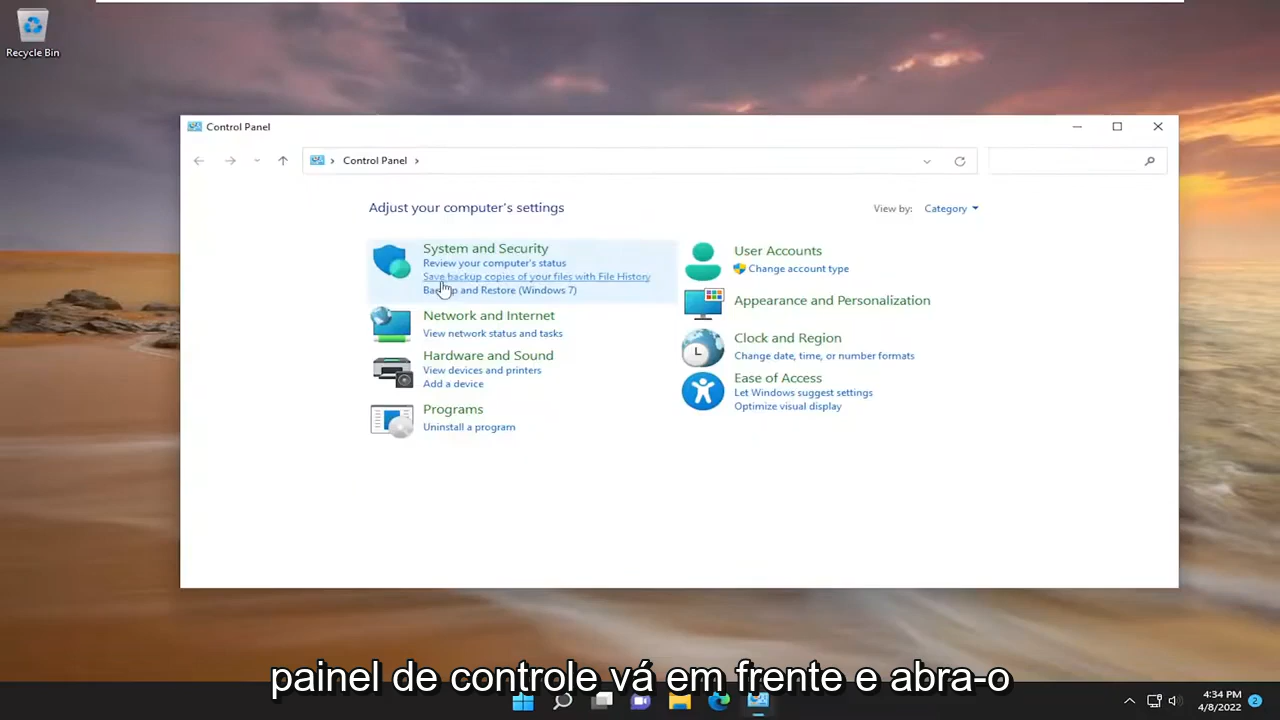 Recycle Bin
Control Panel
Control Panel
Adjust your computer's settings
View by: Category
System and Security
Review your computer's status
Save backup copies of your files with File History
Backup and Restore (Windows 7)
Network and Internet
View network status and tasks
Hardware and Sound
View devices and printers
Add a device
Programs
Uninstall a program
User Accounts
Change account type
Appearance and Personalization
Clock and Region
Change date, time, or number formats
Ease of Access
Let Windows suggest settings
Optimize visual display
painel de controle vá em frente e abra-o
4:34 PM
4/8/2022
2